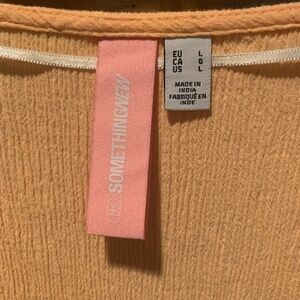 SOMETHINGNEW
EU L
CA G
US L
MADE IN
INDIA
FABRIQUÉ EN
INDE